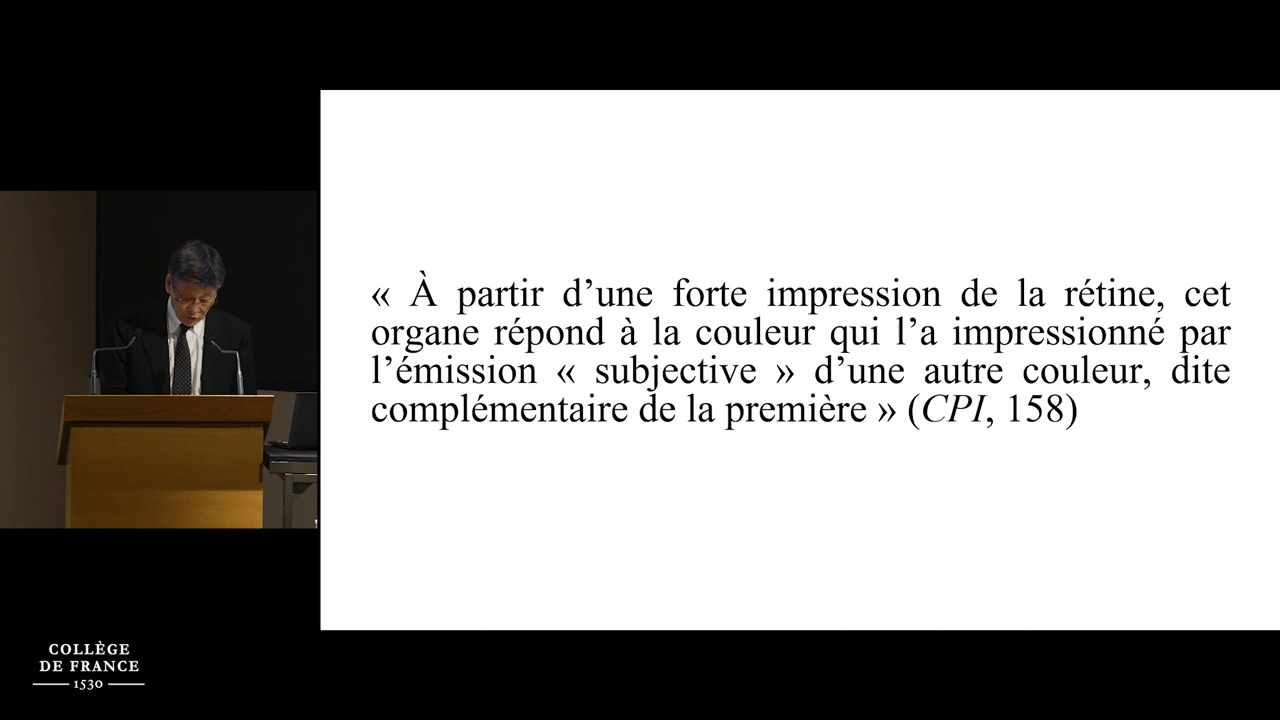 « À partir d’une forte impression de la rétine, cet
organe répond à la couleur qui l’a impressionné par
l’émission « subjective » d’une autre couleur, dite
complémentaire de la première » (CPI, 158)
COLLÈGE
DE FRANCE
1530